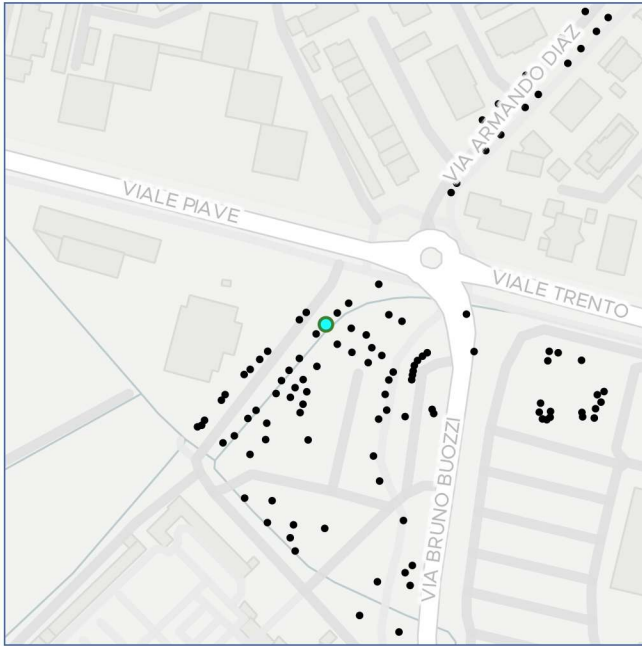 VIA ARMANDO DIAZ
VIALE PIAVE
VIALE TRENTO
VIA BRUNO BUOZZI